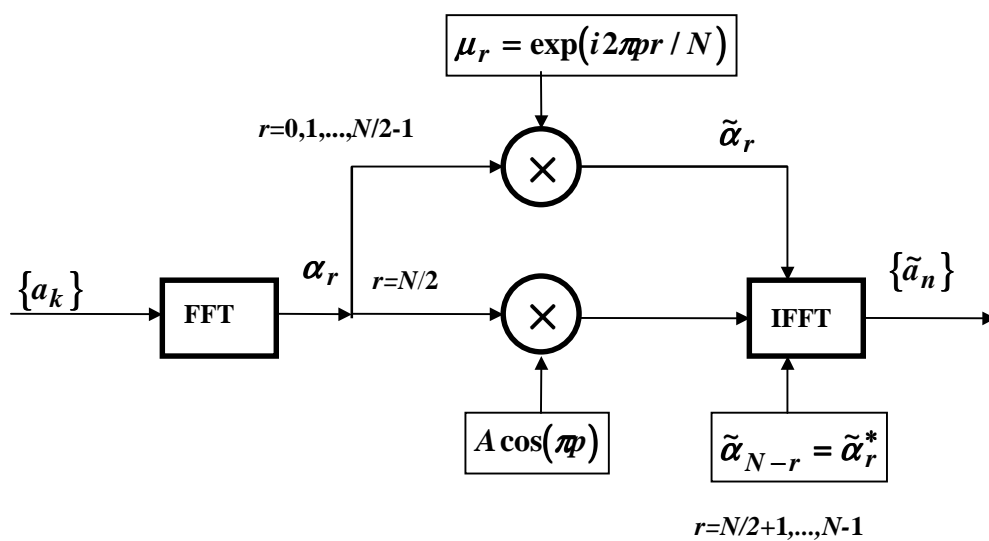 μ_r = exp(i2πpr / N)
r=0,1,...,N/2-1
α̃_r
×
{a_k}
FFT
α_r
r=N/2
×
IFFT
{ã_n}
A cos(πp)
α̃_{N−r} = α̃_r^*
r=N/2+1,...,N-1